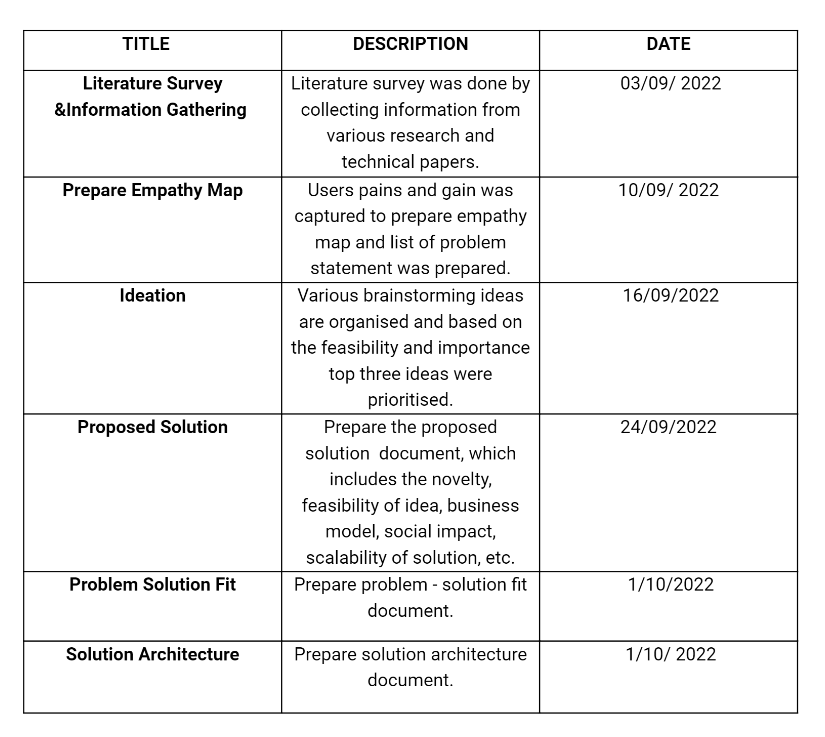 TITLE DESCRIPTION DATE
Literature Survey
&Information Gathering
Literature survey was done by
collecting information from
various research and
technical papers.
03/09/ 2022
Prepare Empathy Map
Users pains and gain was
captured to prepare empathy
map and list of problem
statement was prepared.
10/09/ 2022
Ideation
Various brainstorming ideas
are organised and based on
the feasibility and importance
top three ideas were
prioritised.
16/09/2022
Proposed Solution
Prepare the proposed
solution  document, which
includes the novelty,
feasibility of idea, business
model, social impact,
scalability of solution, etc.
24/09/2022
Problem Solution Fit
Prepare problem - solution fit
document.
1/10/2022
Solution Architecture
Prepare solution architecture
document.
1/10/ 2022